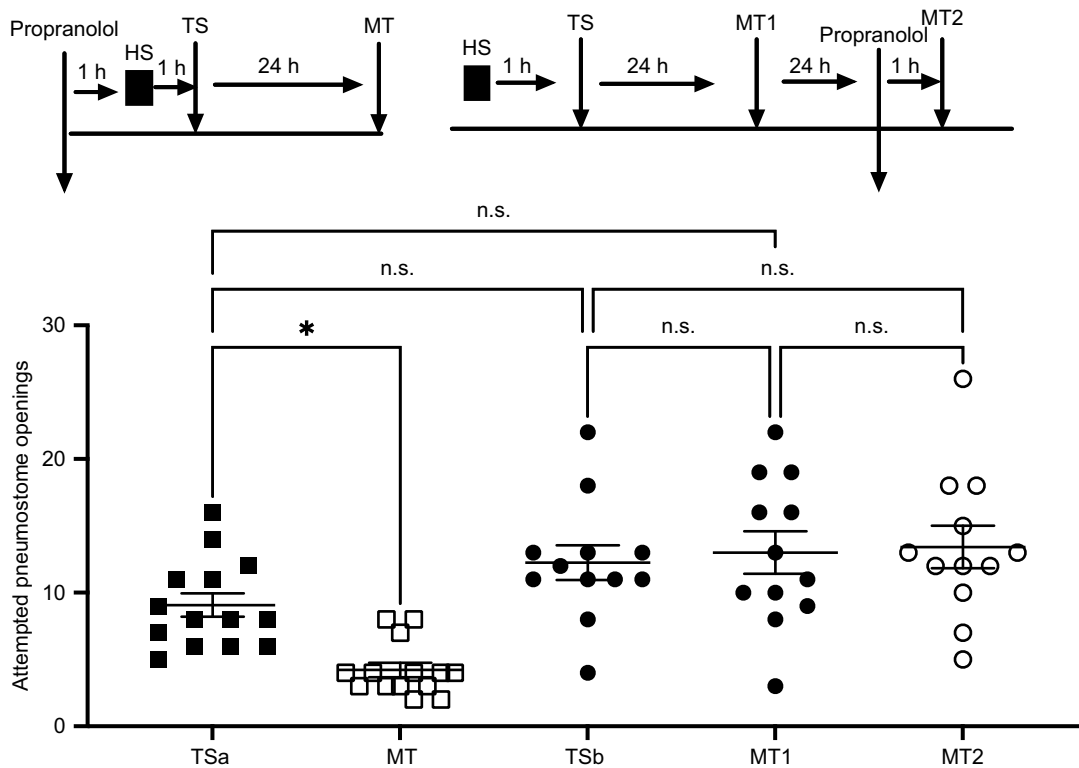 Propranolol
HS
TS
MT
1 h
1 h
24 h
HS
TS
MT1
Propranolol
MT2
1 h
24 h
24 h
1 h
n.s.
n.s.
n.s.
*
n.s.
n.s.
Attempted pneumostome openings
30
20
10
0
TSa
MT
TSb
MT1
MT2